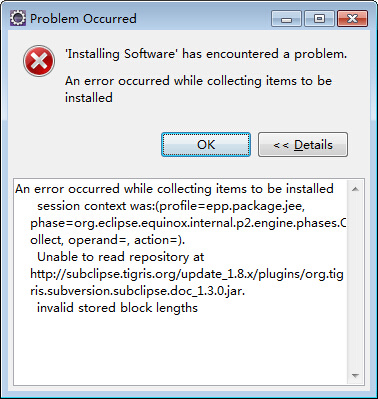 Problem Occurred
'Installing Software' has encountered a problem.
An error occurred while collecting items to be
installed
OK
<< Details
An error occurred while collecting items to be installed
session context was:(profile=epp.package.jee,
phase=org.eclipse.equinox.internal.p2.engine.phases.C
ollect, operand=, action=).
Unable to read repository at
http://subclipse.tigris.org/update_1.8.x/plugins/org.tig
ris.subversion.subclipse.doc_1.3.0.jar.
invalid stored block lengths